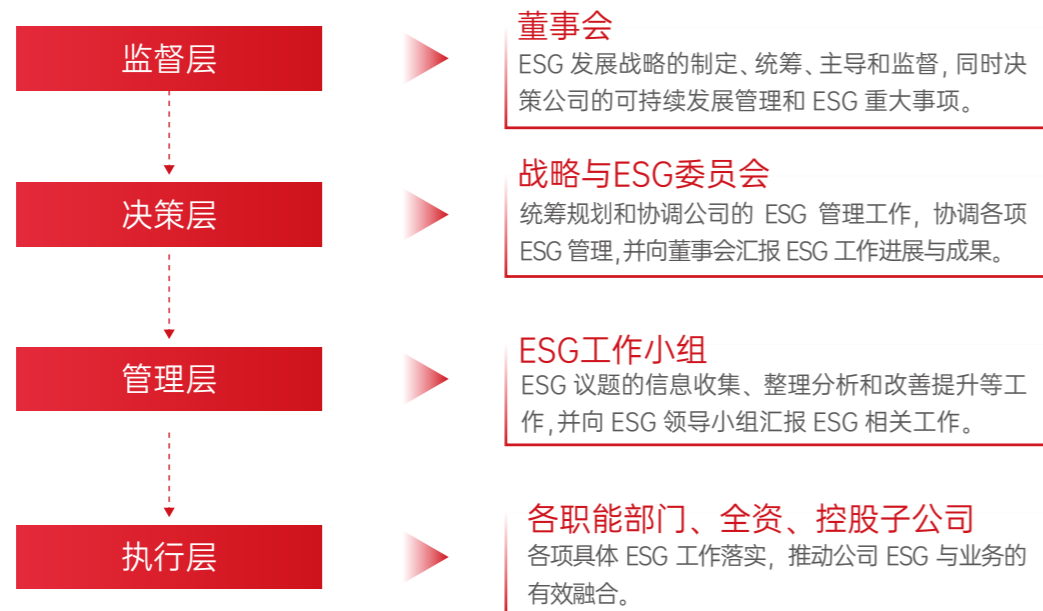 监督层
董事会
ESG 发展战略的制定、统筹、主导和监督, 同时决
策公司的可持续发展管理和 ESG 重大事项。
决策层
战略与ESG委员会
统筹规划和协调公司的 ESG 管理工作, 协调各项
ESG 管理,并向董事会汇报 ESG 工作进展与成果。
管理层
ESG工作小组
ESG 议题的信息收集、整理分析和改善提升等工
作,并向 ESG 领导小组汇报 ESG 相关工作。
执行层
各职能部门、全资、控股子公司
各项具体 ESG 工作落实, 推动公司 ESG 与业务的
有效融合。